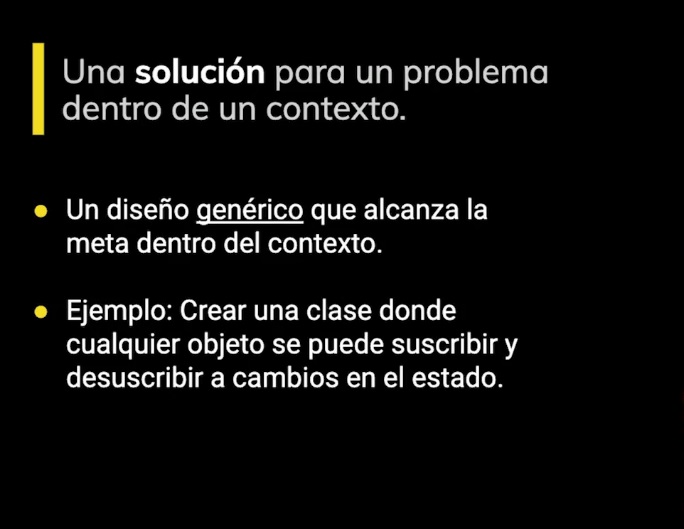 Una solución para un problema
dentro de un contexto.
● Un diseño genérico que alcanza la
meta dentro del contexto.
● Ejemplo: Crear una clase donde
cualquier objeto se puede suscribir y
desuscribir a cambios en el estado.